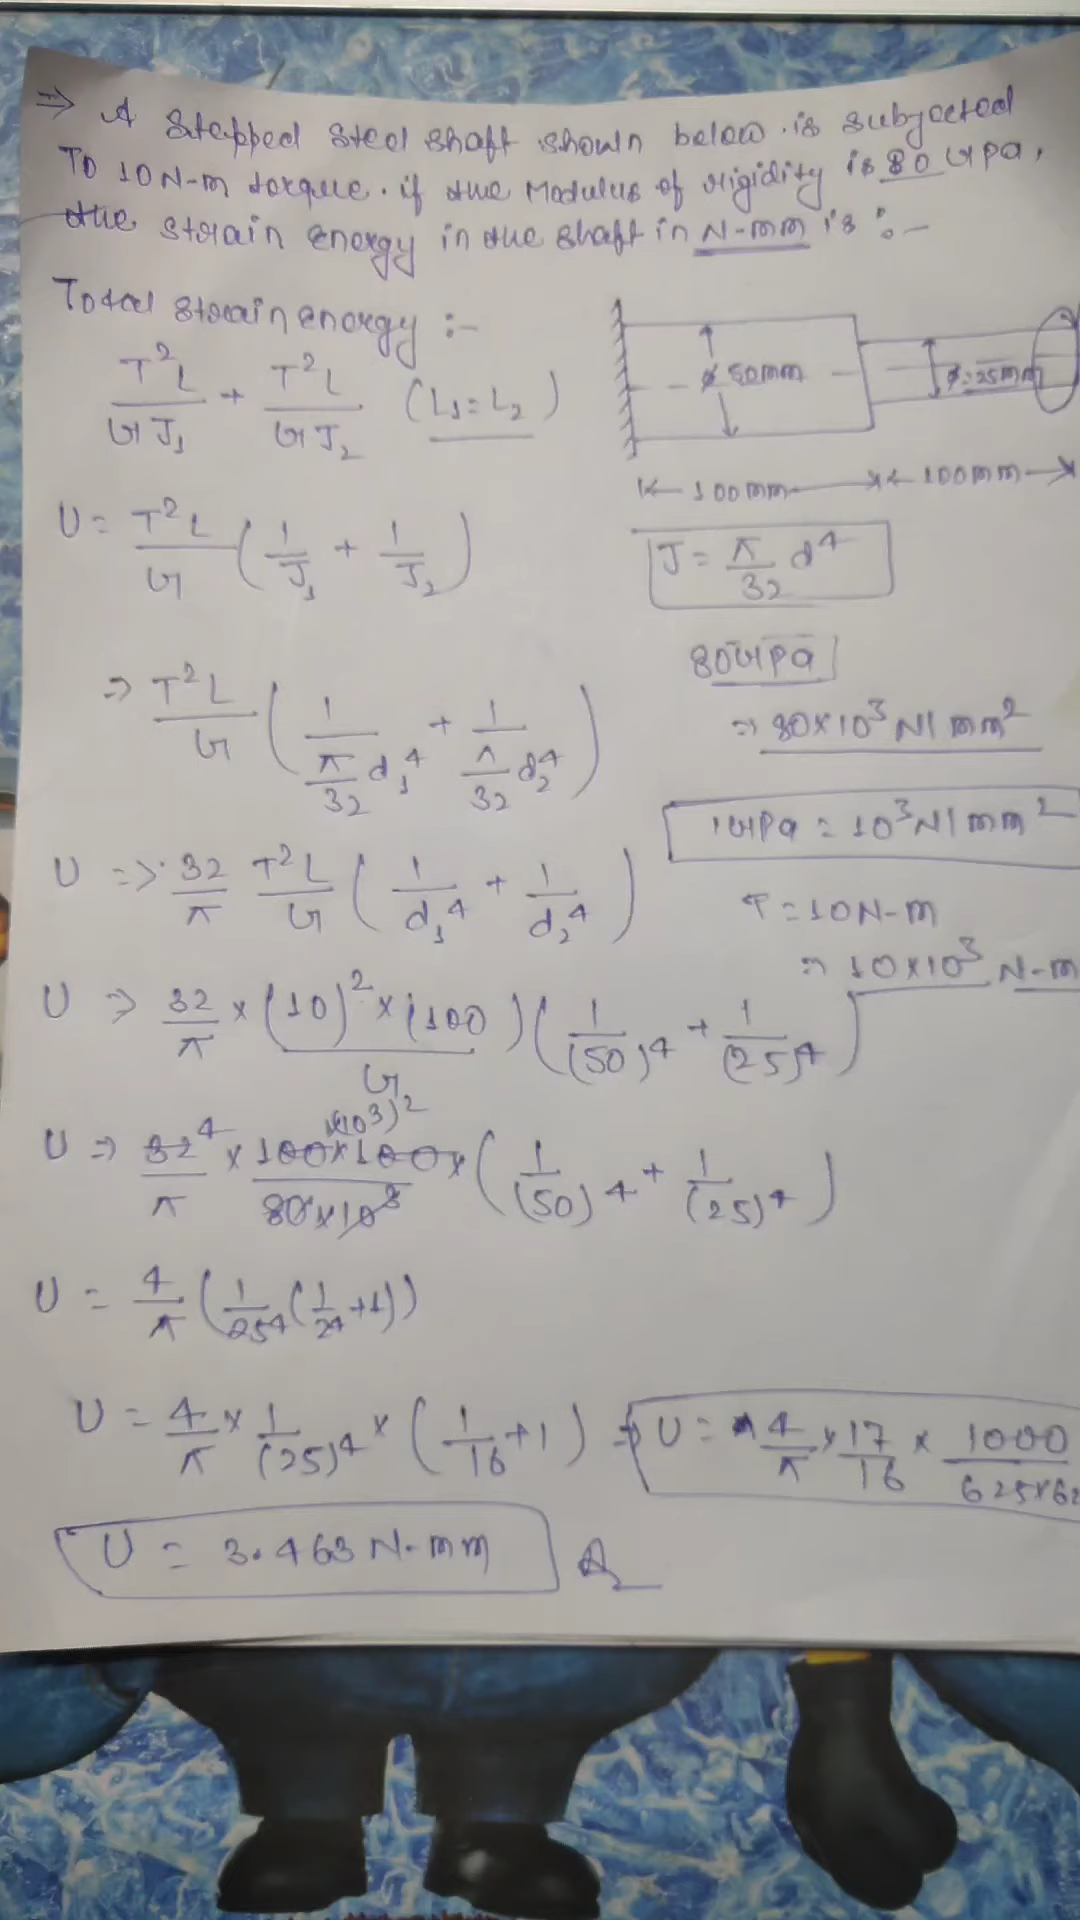 ⇒ A stepped steel shaft shown below. is subjected
TO 10N-m torque. if the Modulus of rigidity is 80 GPa,
the strain energy in the shaft in N-mm is :-
Total strain energy :-
T²L/GJ₁ + T²L/GJ₂ (L₁=L₂)
ϕ 50mm
ϕ=25mm
100mm
100mm
U = T²L/G (1/J₁ + 1/J₂)
J = π/32 d⁴
80GPa
⇒ T²L/G (1/(π/32 d₁⁴) + 1/(π/32 d₂⁴))
⇒ 80×10³ N/mm²
1GPa = 10³N/mm²
U ⇒ 32/π T²L/G (1/d₁⁴ + 1/d₂⁴)
T = 10N-m
= 10×10³ N-m
U ⇒ 32/π × (10)² × (100)/G (1/(50)⁴ + 1/(25)⁴)
U ⇒ 32⁴/π × 100×100×(10³)²/80×10³ (1/(50)⁴ + 1/(25)⁴)
U = 4/π (1/25⁴ (1/2⁴ + 1))
U = 4/π × 1/(25)⁴ × (1/16 + 1) ⇒ U = 4/π × 17/16 × 1000/625×62
U = 3.463 N-mm